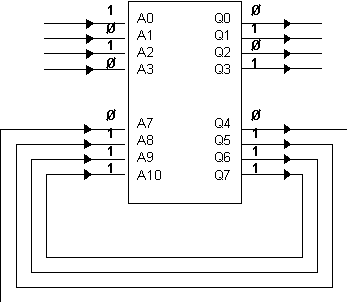 1 A0 Q0 Ø
Ø A1 Q1 1
1 A2 Q2 Ø
Ø A3 Q3 1
Ø A7 Q4 Ø
1 A8 Q5 1
1 A9 Q6 1
1 A10 Q7 1